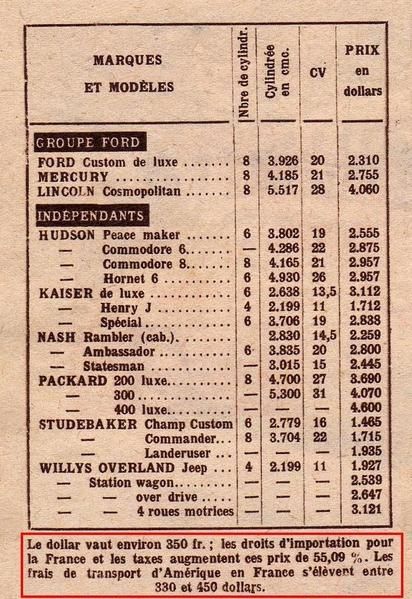 MARQUES ET MODÈLES Nbre de cylindr. Cylindrée en cmc. CV PRIX en dollars
GROUPE FORD
FORD Custom de luxe ....... 8 3.926 20 2.310
MERCURY ................ 8 4.185 21 2.755
LINCOLN Cosmopolitan ...... 8 5.517 28 4.060
INDÉPENDANTS
HUDSON Peace maker ........ 6 3.802 19 2.555
— Commodore 6...... — 4.286 22 2.875
— Commodore 8...... 8 4.165 21 2.957
— Hornet 6 ......... 6 4.930 26 2.957
KAISER de luxe ............. 6 2.638 13,5 3.112
— Henry J ........... 4 2.199 11 1.712
— Spécial ............ 6 3.706 19 2.838
NASH Rambler (cab.). ....... 2.830 14,5 2.259
— Ambassador .......... 6 3.835 20 2.800
— Statesman ............ — 3.015 15 2.445
PACKARD 200 luxe.......... 8 4.700 27 3.690
— 300............... — 5.300 31 4.070
— 400 luxe.......... — — — 4.600
STUDEBAKER Champ Custom 6 2.779 16 1.465
— Commander... 8 3.704 22 1.715
— Landeruser ... — — — 1.935
WILLYS OVERLAND Jeep ... 4 2.199 11 1.927
— Station wagon........ — — — 2.539
— — over drive ..... — — — 2.647
— — 4 roues motrices — — — 3.121
Le dollar vaut environ 350 fr. ; les droits d'importation pour
la France et les taxes augmentent ces prix de 55,09 %. Les
frais de transport d'Amérique en France s'élèvent entre
330 et 450 dollars.